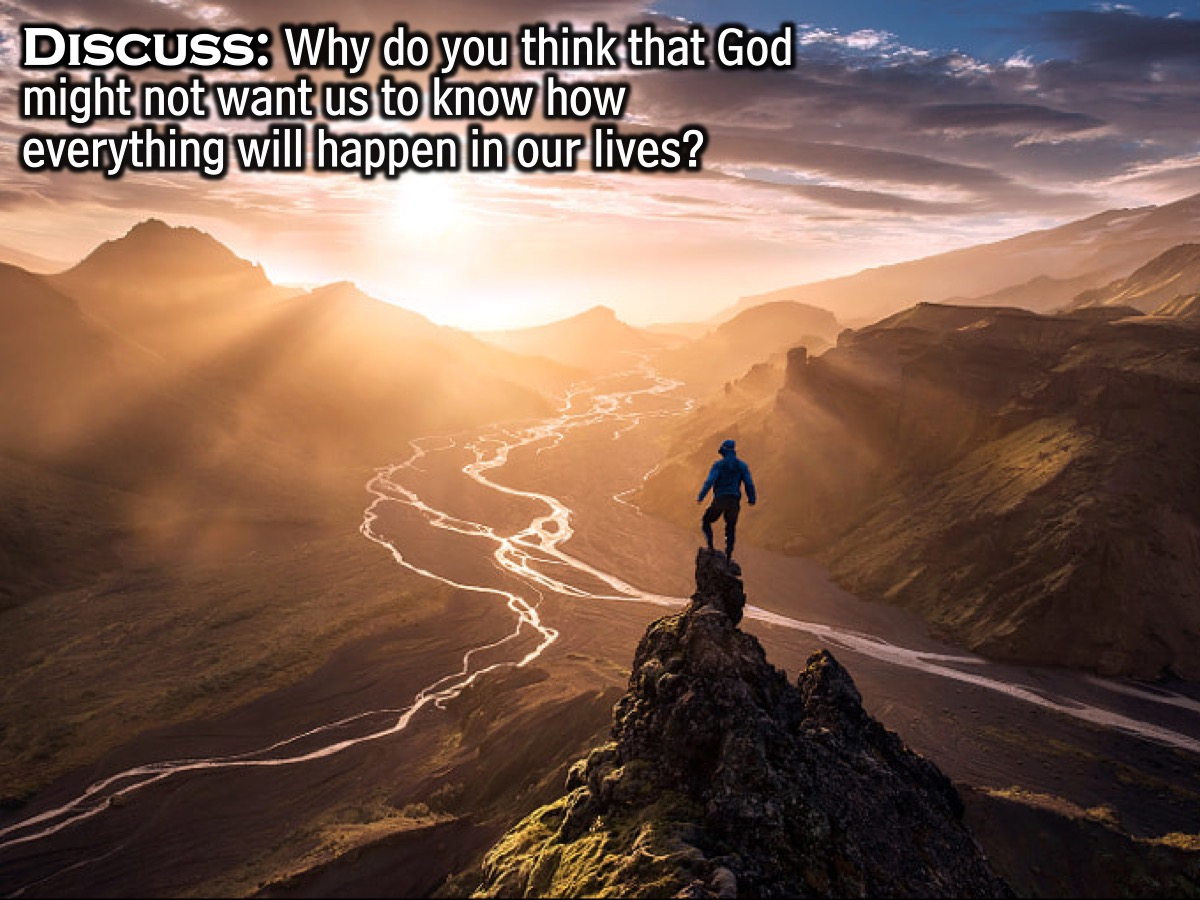 Discuss: Why do you think that God
might not want us to know how
everything will happen in our lives?